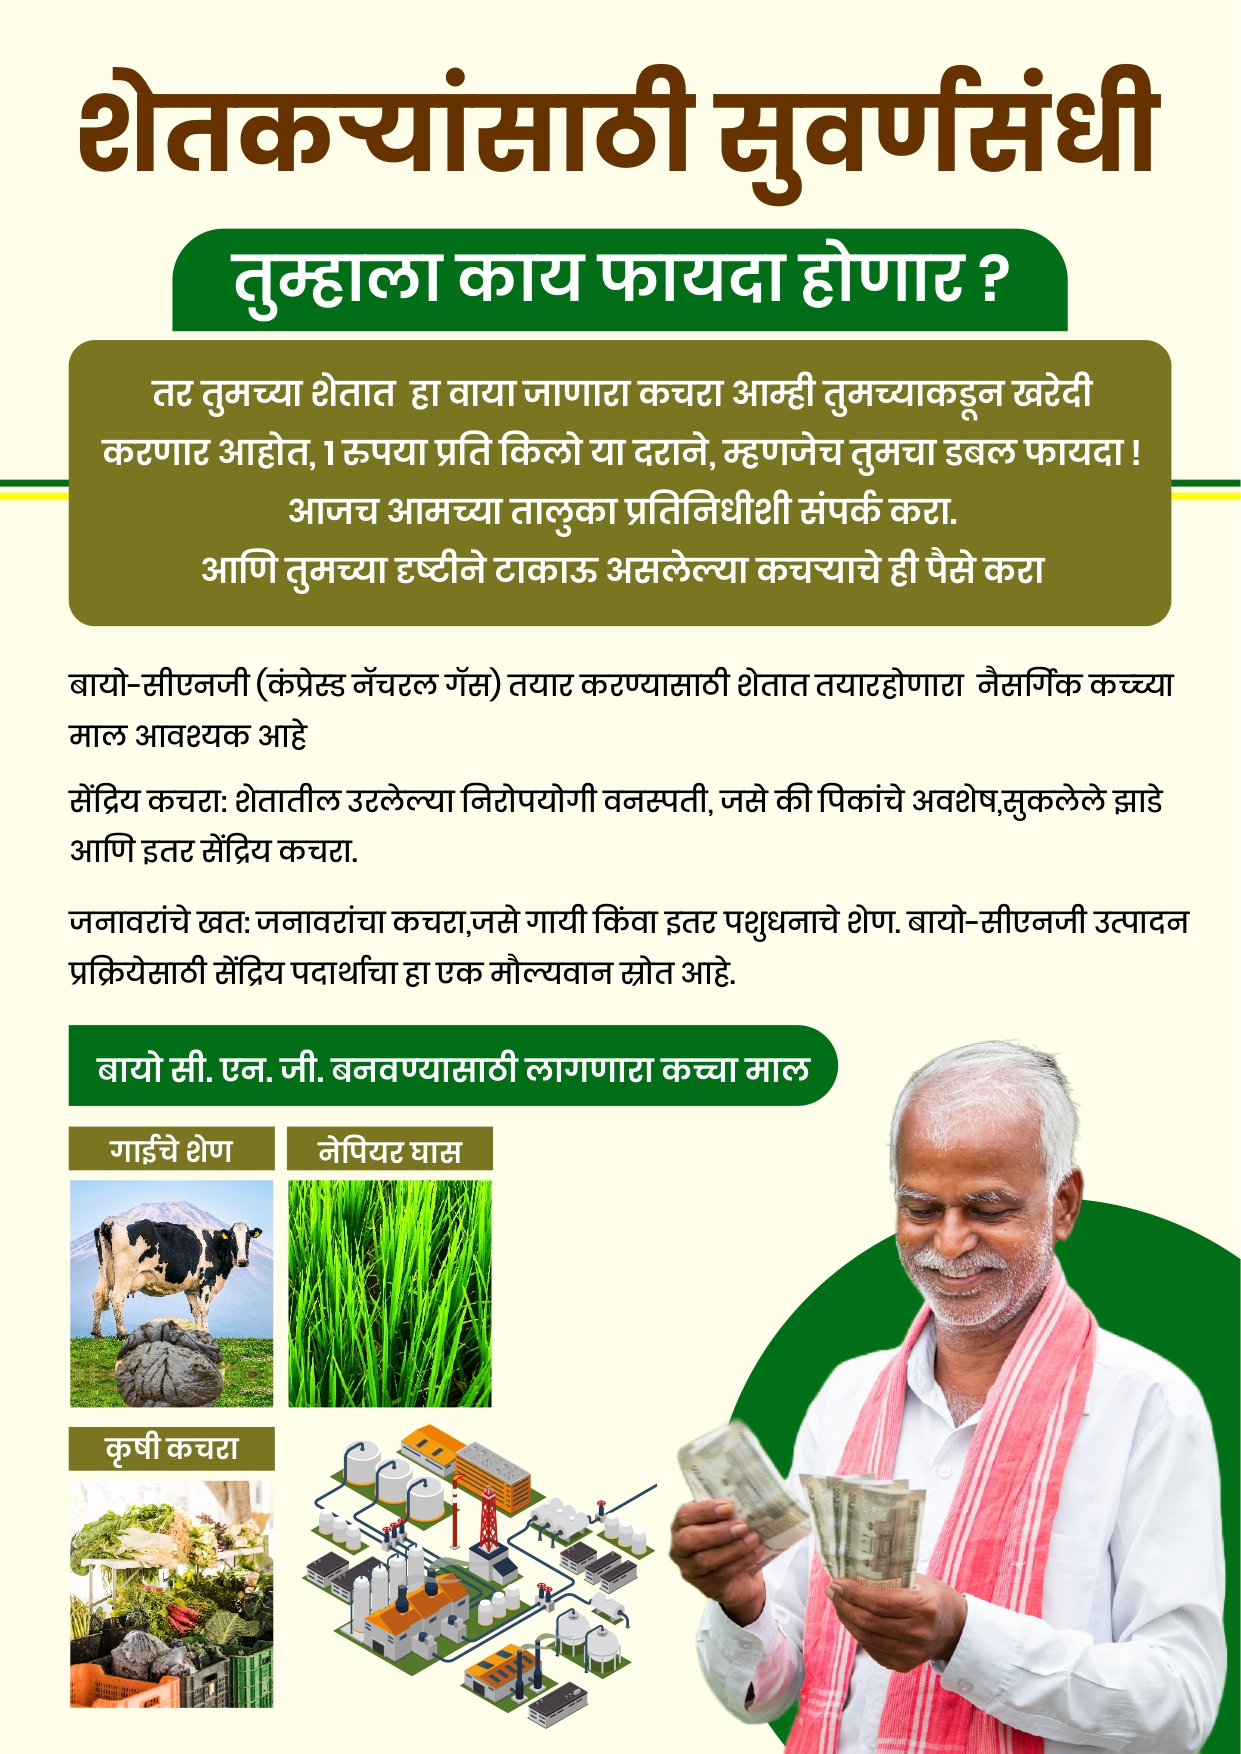 शेतकऱ्यांसाठी सुवर्णसंधी
तुम्हाला काय फायदा होणार ?
तर तुमच्या शेतात हा वाया जाणारा कचरा आम्ही तुमच्याकडून खरेदी
करणार आहोत, 1 रुपया प्रति किलो या दराने, म्हणजेच तुमचा डबल फायदा !
आजच आमच्या तालुका प्रतिनिधीशी संपर्क करा.
आणि तुमच्या दृष्टीने टाकाऊ असलेल्या कचऱ्याचे ही पैसे करा
बायो-सीएनजी (कंप्रेस्ड नॅचरल गॅस) तयार करण्यासाठी शेतात तयारहोणारा नैसर्गिक कच्च्या
माल आवश्यक आहे
सेंद्रिय कचरा: शेतातील उरलेल्या निरोपयोगी वनस्पती, जसे की पिकांचे अवशेष,सुकलेले झाडे
आणि इतर सेंद्रिय कचरा.
जनावरांचे खत: जनावरांचा कचरा,जसे गायी किंवा इतर पशुधनाचे शेण. बायो-सीएनजी उत्पादन
प्रक्रियेसाठी सेंद्रिय पदार्थाचा हा एक मौल्यवान स्रोत आहे.
बायो सी. एन. जी. बनवण्यासाठी लागणारा कच्चा माल
गाईचे शेण
नेपियर घास
कृषी कचरा